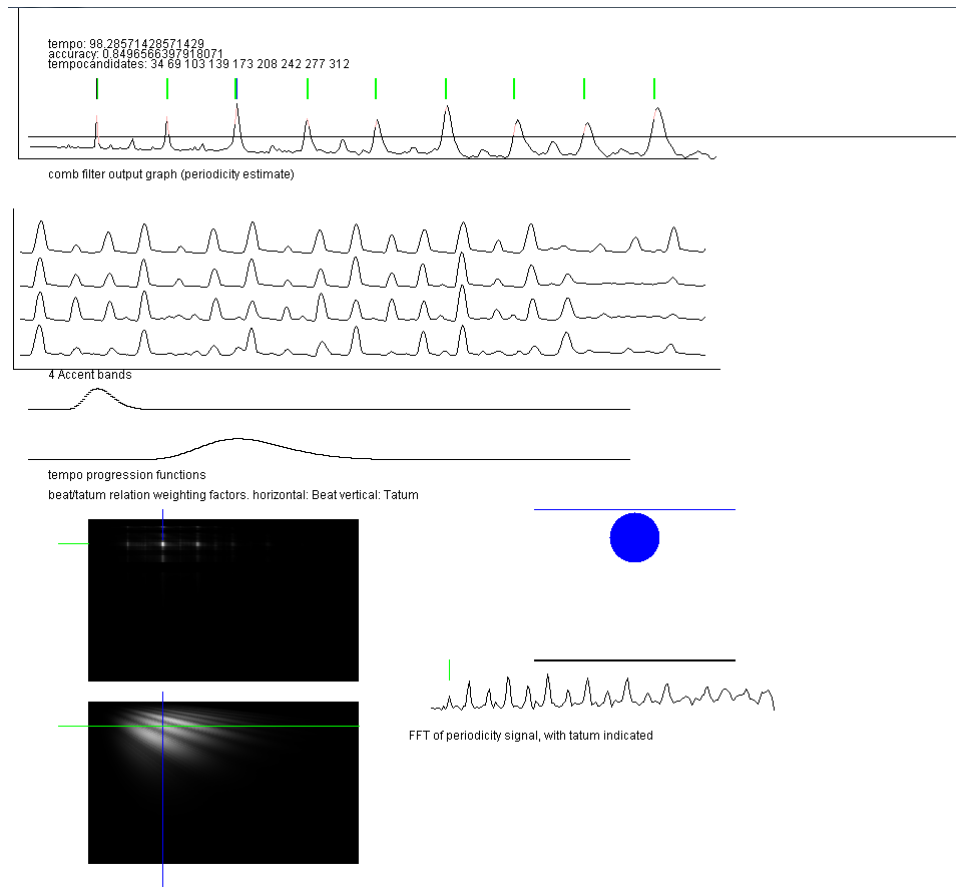 tempo: 98.28571428571429
accuracy: 0.8496566397918071
tempocandidates: 34 69 103 139 173 208 242 277 312
comb filter output graph (periodicity estimate)
4 Accent bands
tempo progression functions
beat/tatum relation weighting factors. horizontal: Beat vertical: Tatum
FFT of periodicity signal, with tatum indicated